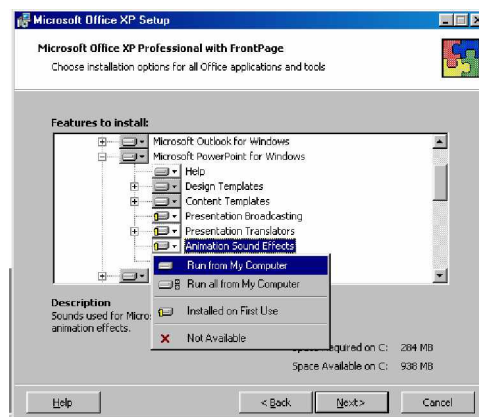 Microsoft Office XP Setup
Microsoft Office XP Professional with FrontPage
Choose installation options for all Office applications and tools
Features to install:
Microsoft Outlook for Windows
Microsoft PowerPoint for Windows
Help
Design Templates
Content Templates
Presentation Broadcasting
Presentation Translators
Animation Sound Effects
Run from My Computer
Run all from My Computer
Installed on First Use
Not Available
Description
Sounds used for Micro
animation effects.
quired on C: 284 MB
Space Available on C: 938 MB
Help
< Back
Next >
Cancel